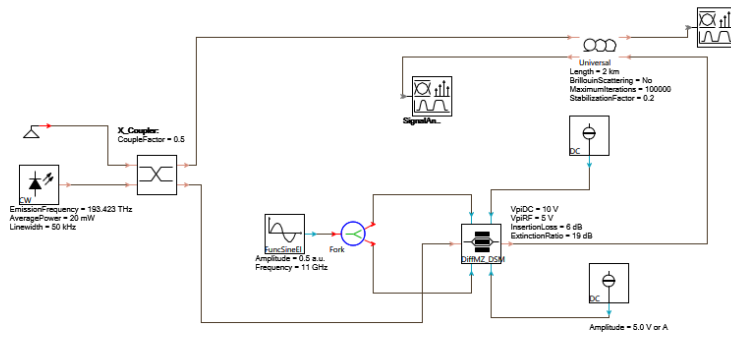 Universal
Length = 2 km
BrillouinScattering = No
MaximumIterations = 100000
StabilizationFactor = 0.2
SignalAn...
X_Coupler:
CoupleFactor = 0.5
DC
CW
EmissionFrequency = 193.423 THz
AveragePower = 20 mW
Linewidth = 50 kHz
VpiDC = 10 V
VpiRF = 5 V
InsertionLoss = 6 dB
ExtinctionRatio = 19 dB
FuncSineEl
Fork
Amplitude = 0.5 a.u.
Frequency = 11 GHz
DiffMZ_DSM
DC
Amplitude = 5.0 V or A